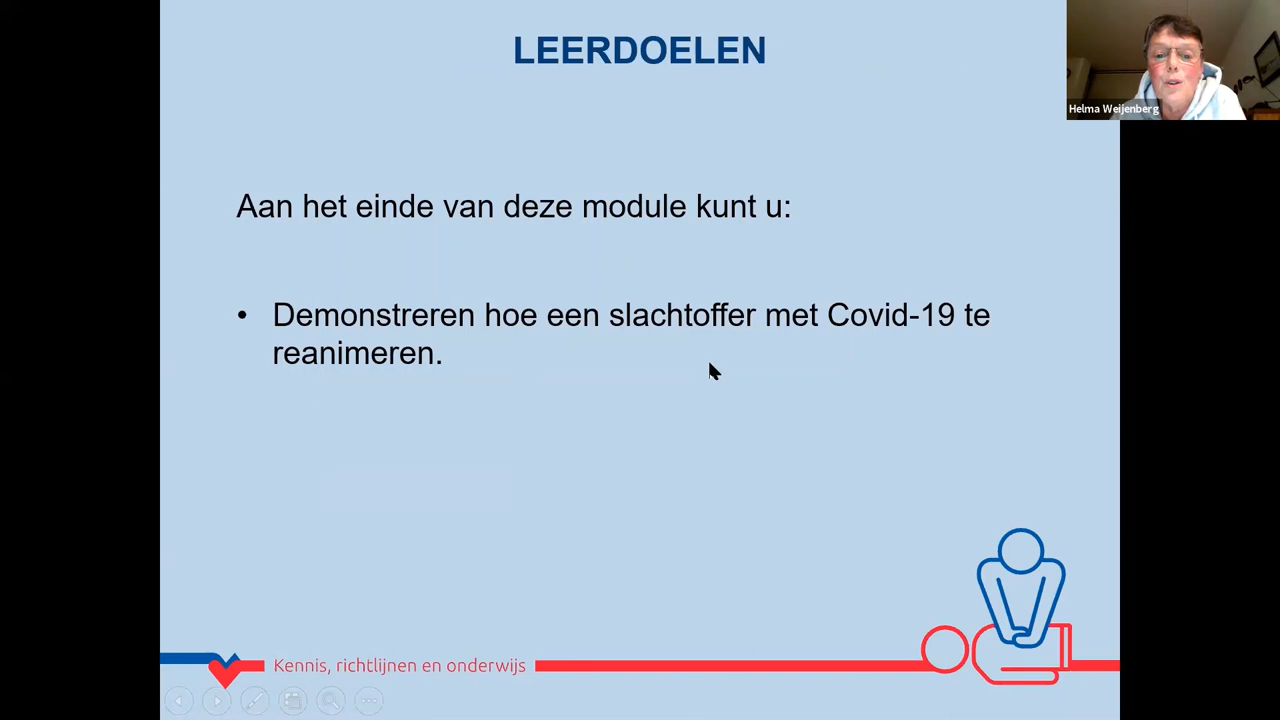 LEERDOELEN
Helma Weijenberg
Aan het einde van deze module kunt u:
• Demonstreren hoe een slachtoffer met Covid-19 te
reanimeren.
Kennis, richtlijnen en onderwijs